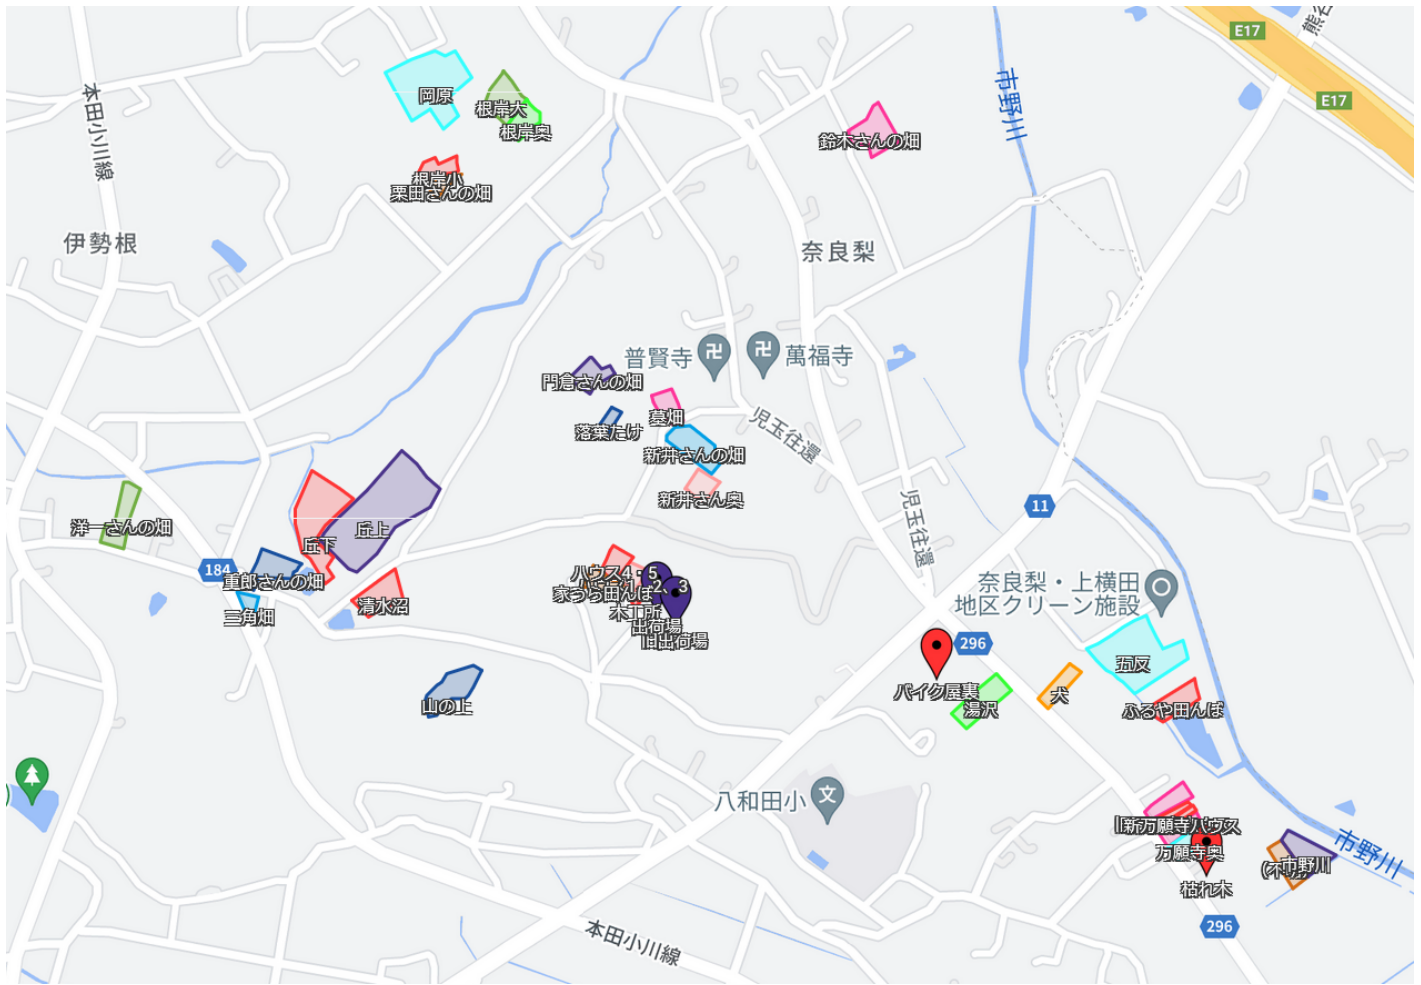 E17
熊谷
E17
本田小川線
岡原
根岸大
根岸奥
市野川
鈴木さんの畑
根岸小
栗田さんの畑
伊勢根
奈良梨
普賢寺
萬福寺
門倉さんの畑
墓畑
落葉たけ
児玉往還
新井さんの畑
新井さん奥
児玉往還
11
洋一さんの畑
丘上
丘下
184
重郎さんの畑
三角畑
清水沼
ハウス4・5
2、3
家うら田んぼ
木工所
出荷場
旧出荷場
奈良梨・上横田
地区クリーン施設
296
五反
バイク屋裏
湯沢
犬
ふるや田んぼ
山の上
八和田小
新万願寺ハウス
万願寺奥
枯れ木
市野川
市野川
296
本田小川線